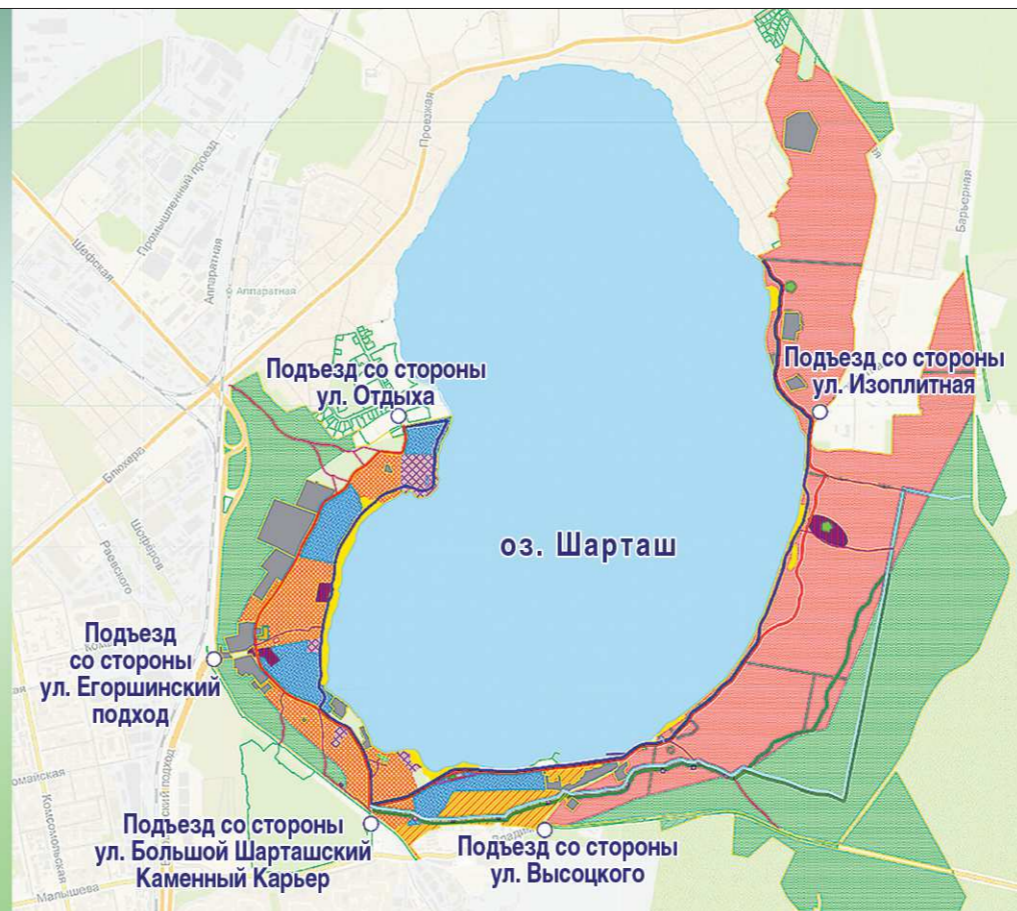 Проезжая
Промышленный проезд
Шефская
Аппаратная
Аппаратная
Барьерная
Подъезд со стороны
ул. Отдыха
Подъезд со стороны
ул. Изоплитная
Блюхера
Шофёров
Раевского
оз. Шарташ
Подъезд
со стороны
ул. Егоршинский
подход
Подъезд со стороны
ул. Большой Шарташский
Каменный Карьер
Подъезд со стороны
ул. Высоцкого
Комсомольская
Малышева